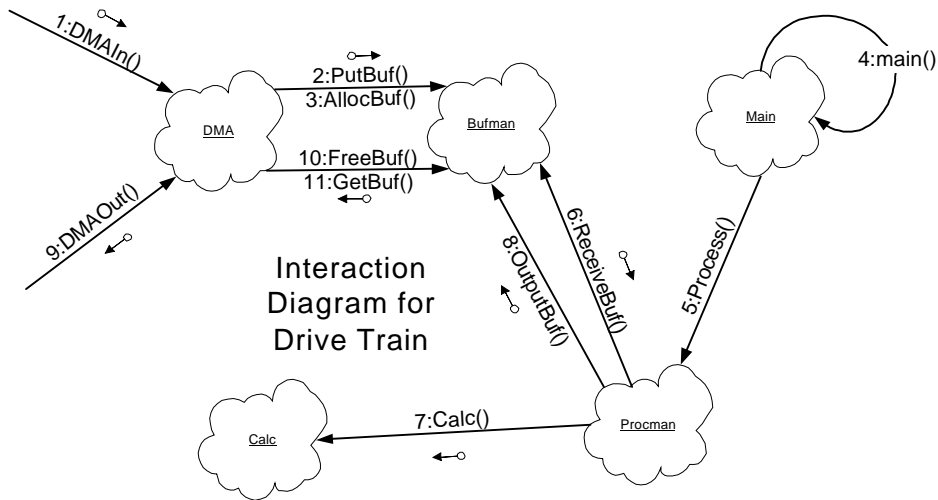 1:DMAIn()
2:PutBuf()
3:AllocBuf()
4:main()
DMA
Bufman
Main
10:FreeBuf()
11:GetBuf()
9:DMAOut()
8:OutputBuf()
6:ReceiveBuf()
5:Process()
Interaction
Diagram for
Drive Train
7:Calc()
Calc
Procman